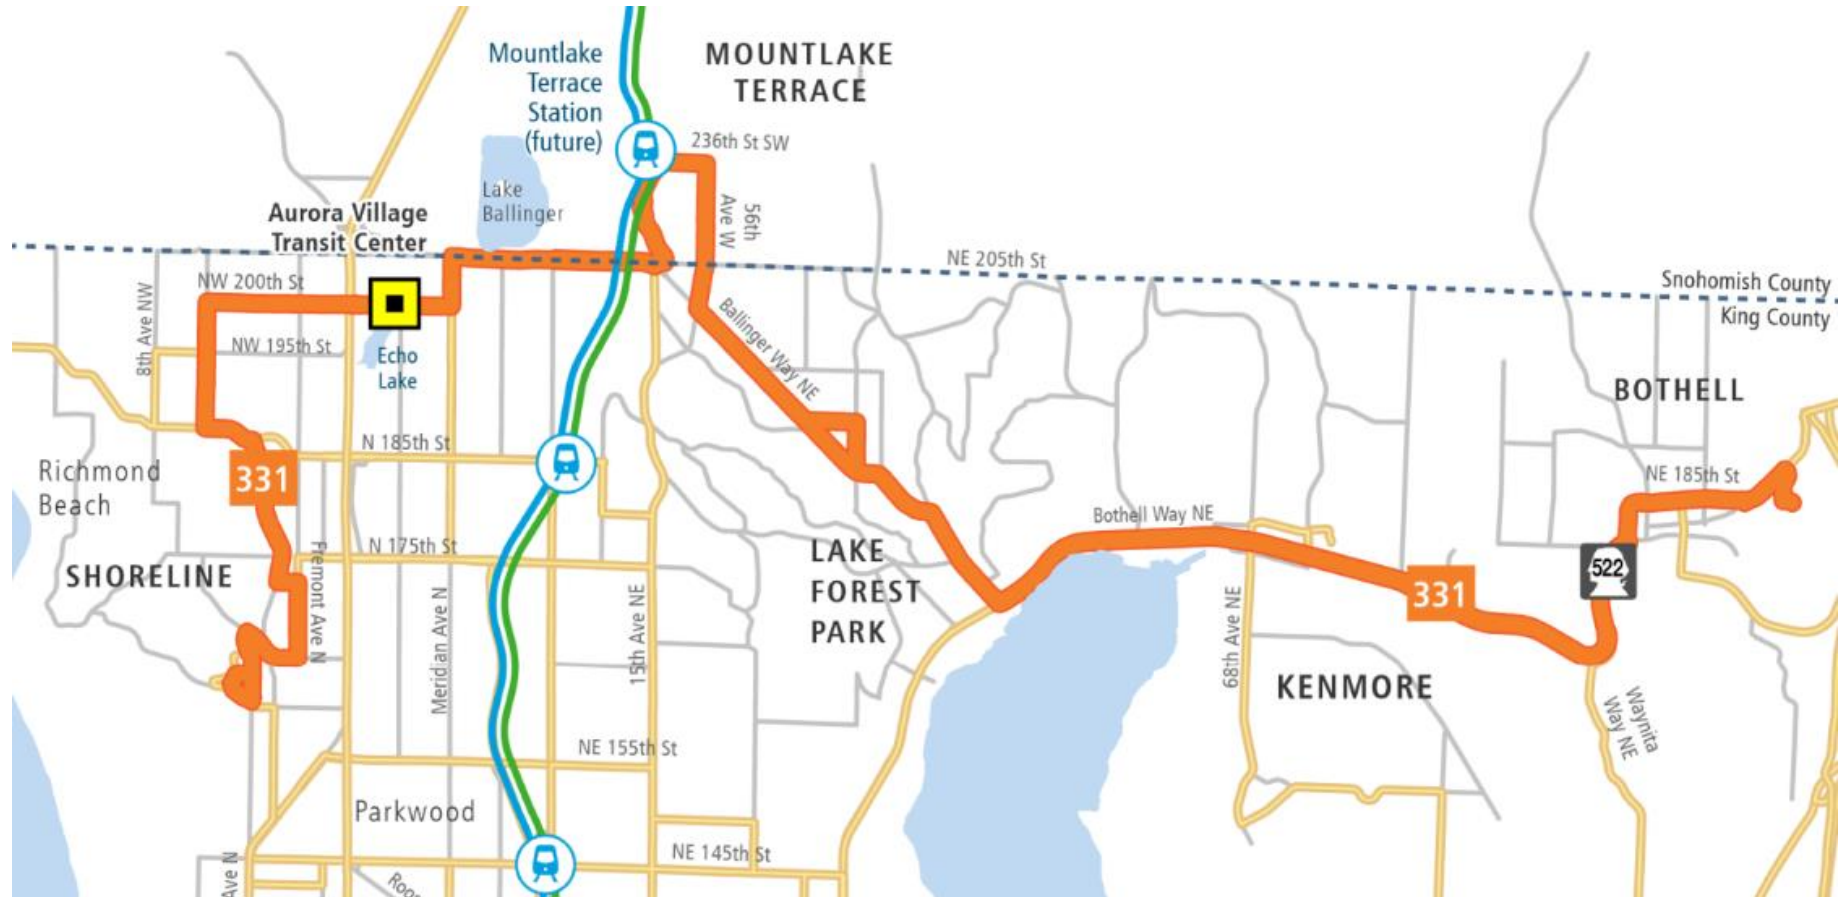 Mountlake
Terrace
Station
(future)
MOUNTLAKE
TERRACE
236th St SW
Lake
Ballinger
56th
Ave W
Aurora Village
Transit Center
NE 205th St
Snohomish County
King County
NW 200th St
8th Ave NW
NW 195th St
Echo
Lake
Ballinger Way NE
BOTHELL
N 185th St
Richmond
Beach
331
NE 185th St
Bothell Way NE
N 175th St
SHORELINE
Fremont Ave N
LAKE
FOREST
PARK
522
331
Meridian Ave N
15th Ave NE
68th Ave NE
KENMORE
Waynita
Way NE
NE 155th St
Parkwood
NE 145th St
Ave N